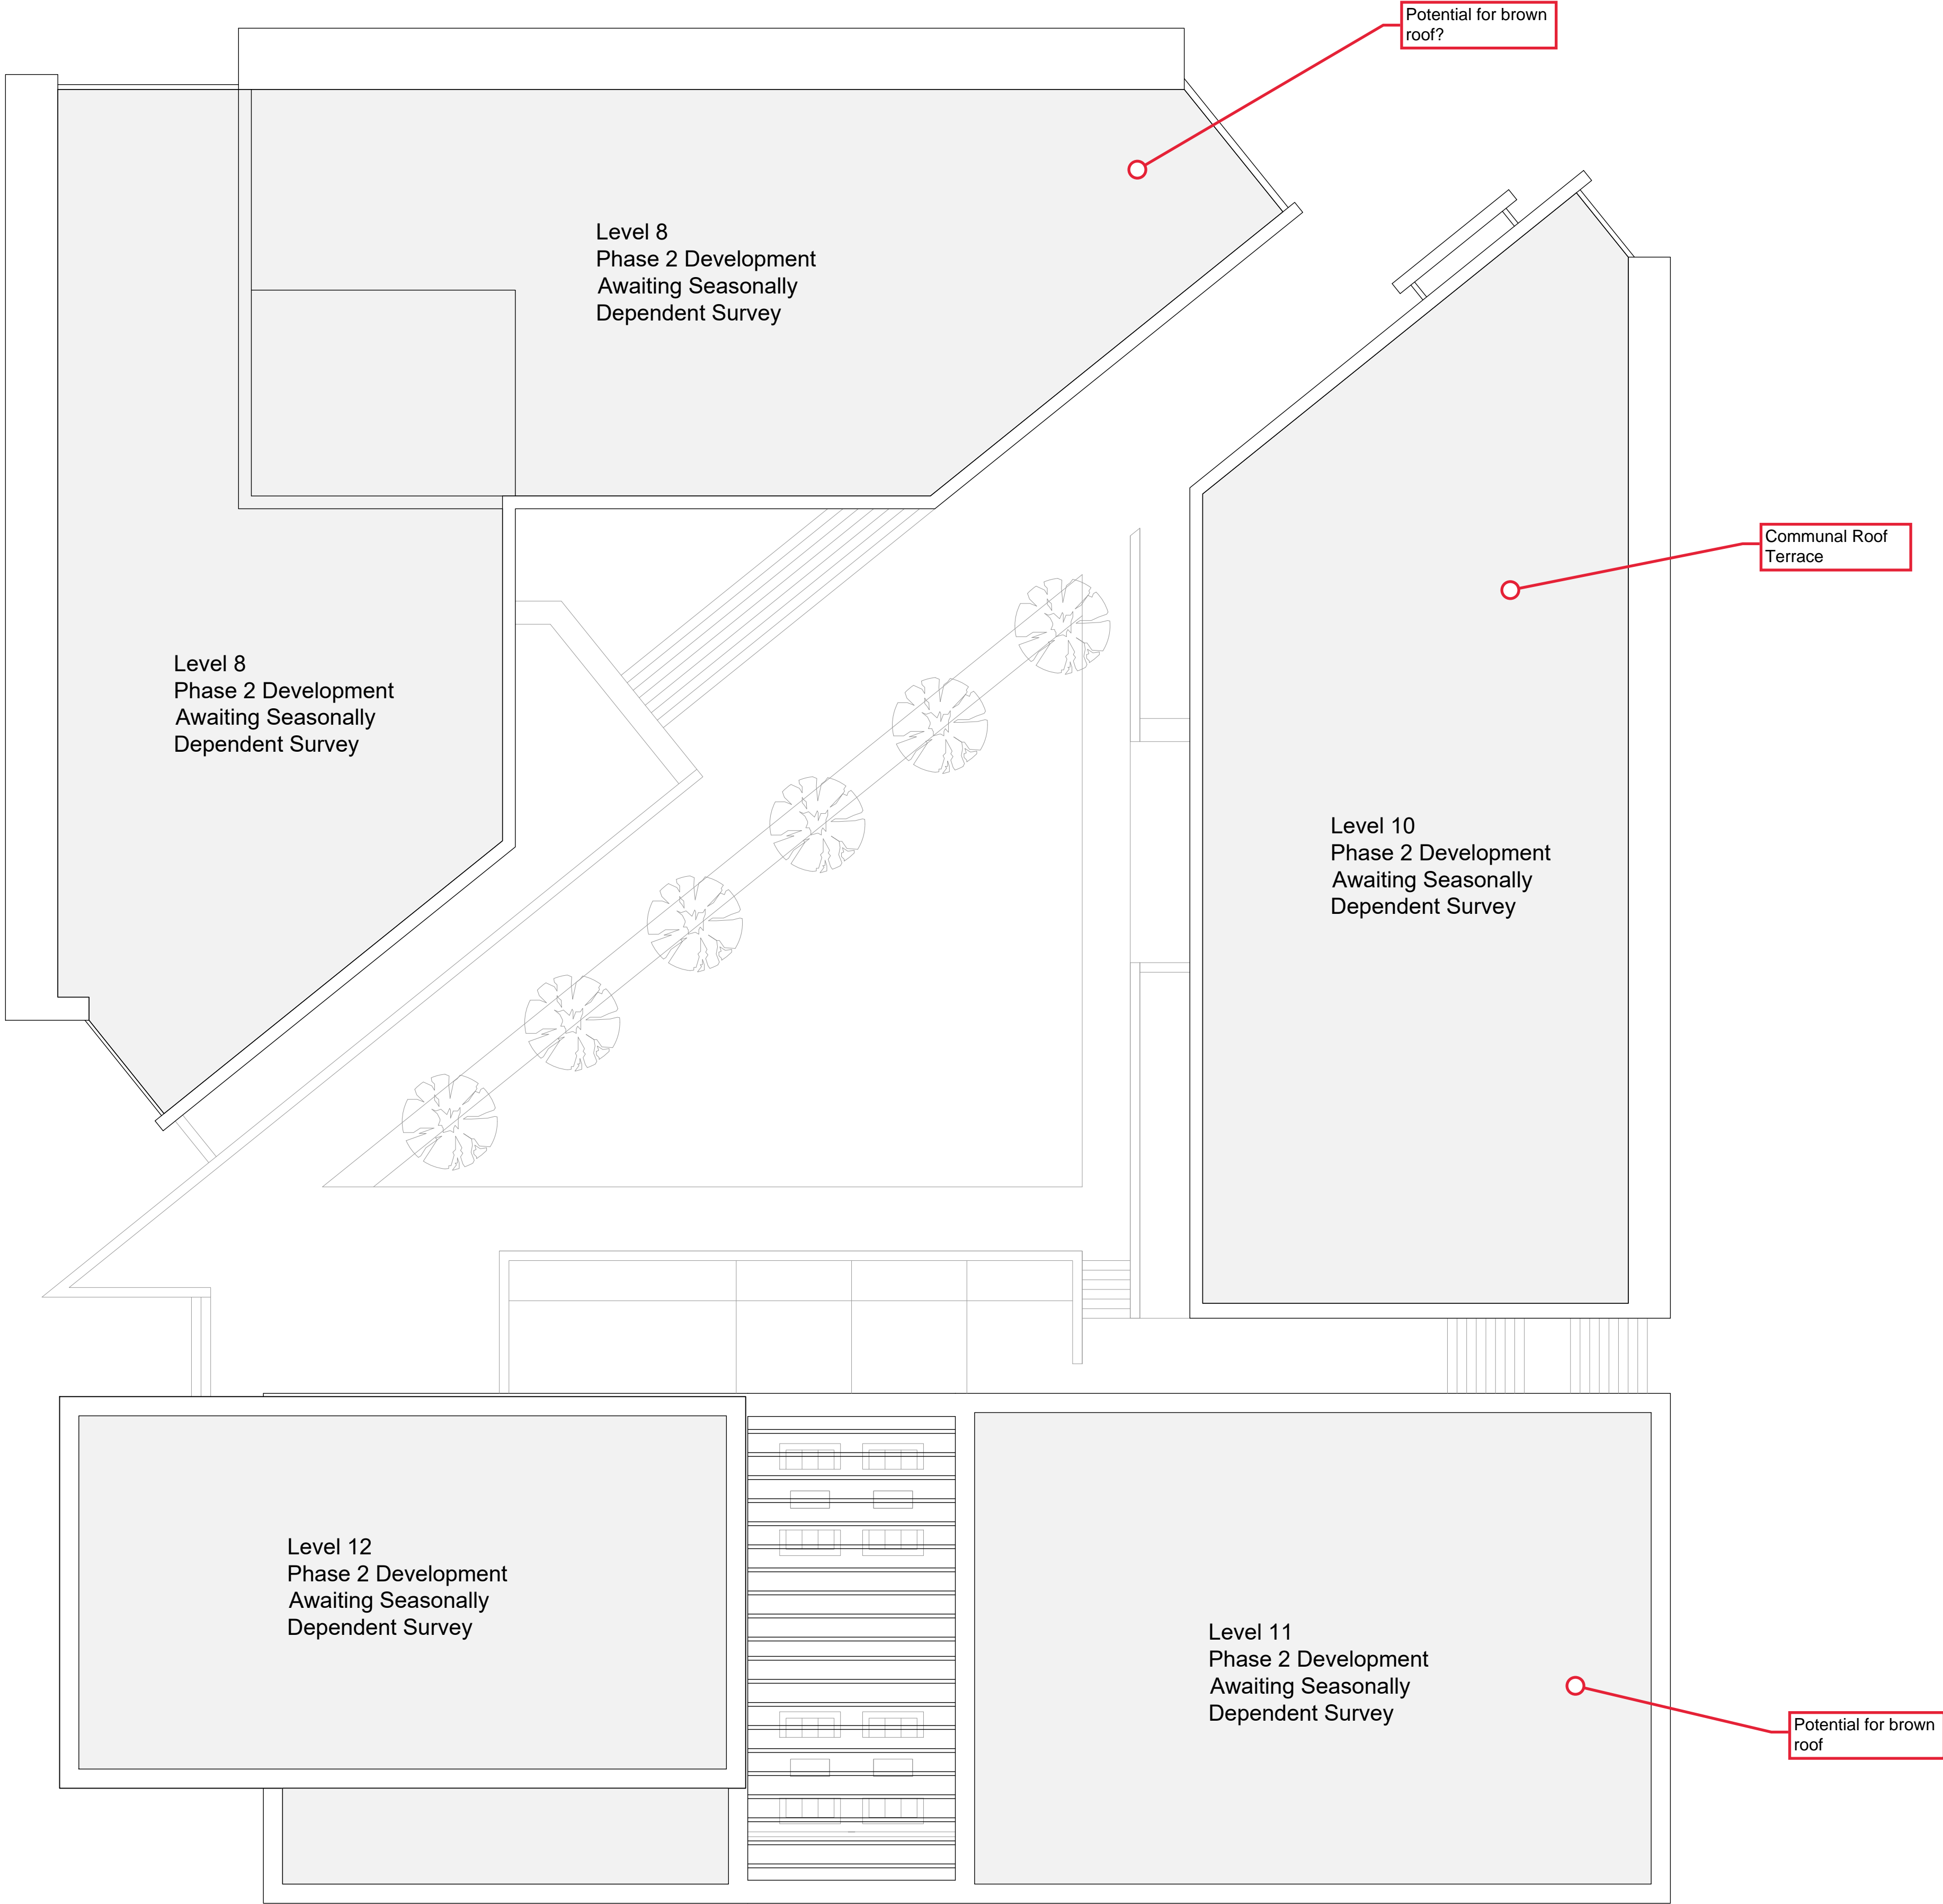 Potential for brown
roof?
Level 8
Phase 2 Development
Awaiting Seasonally
Dependent Survey
Communal Roof
Terrace
Level 8
Phase 2 Development
Awaiting Seasonally
Dependent Survey
Level 10
Phase 2 Development
Awaiting Seasonally
Dependent Survey
Level 12
Phase 2 Development
Awaiting Seasonally
Dependent Survey
Level 11
Phase 2 Development
Awaiting Seasonally
Dependent Survey
Potential for brown
roof